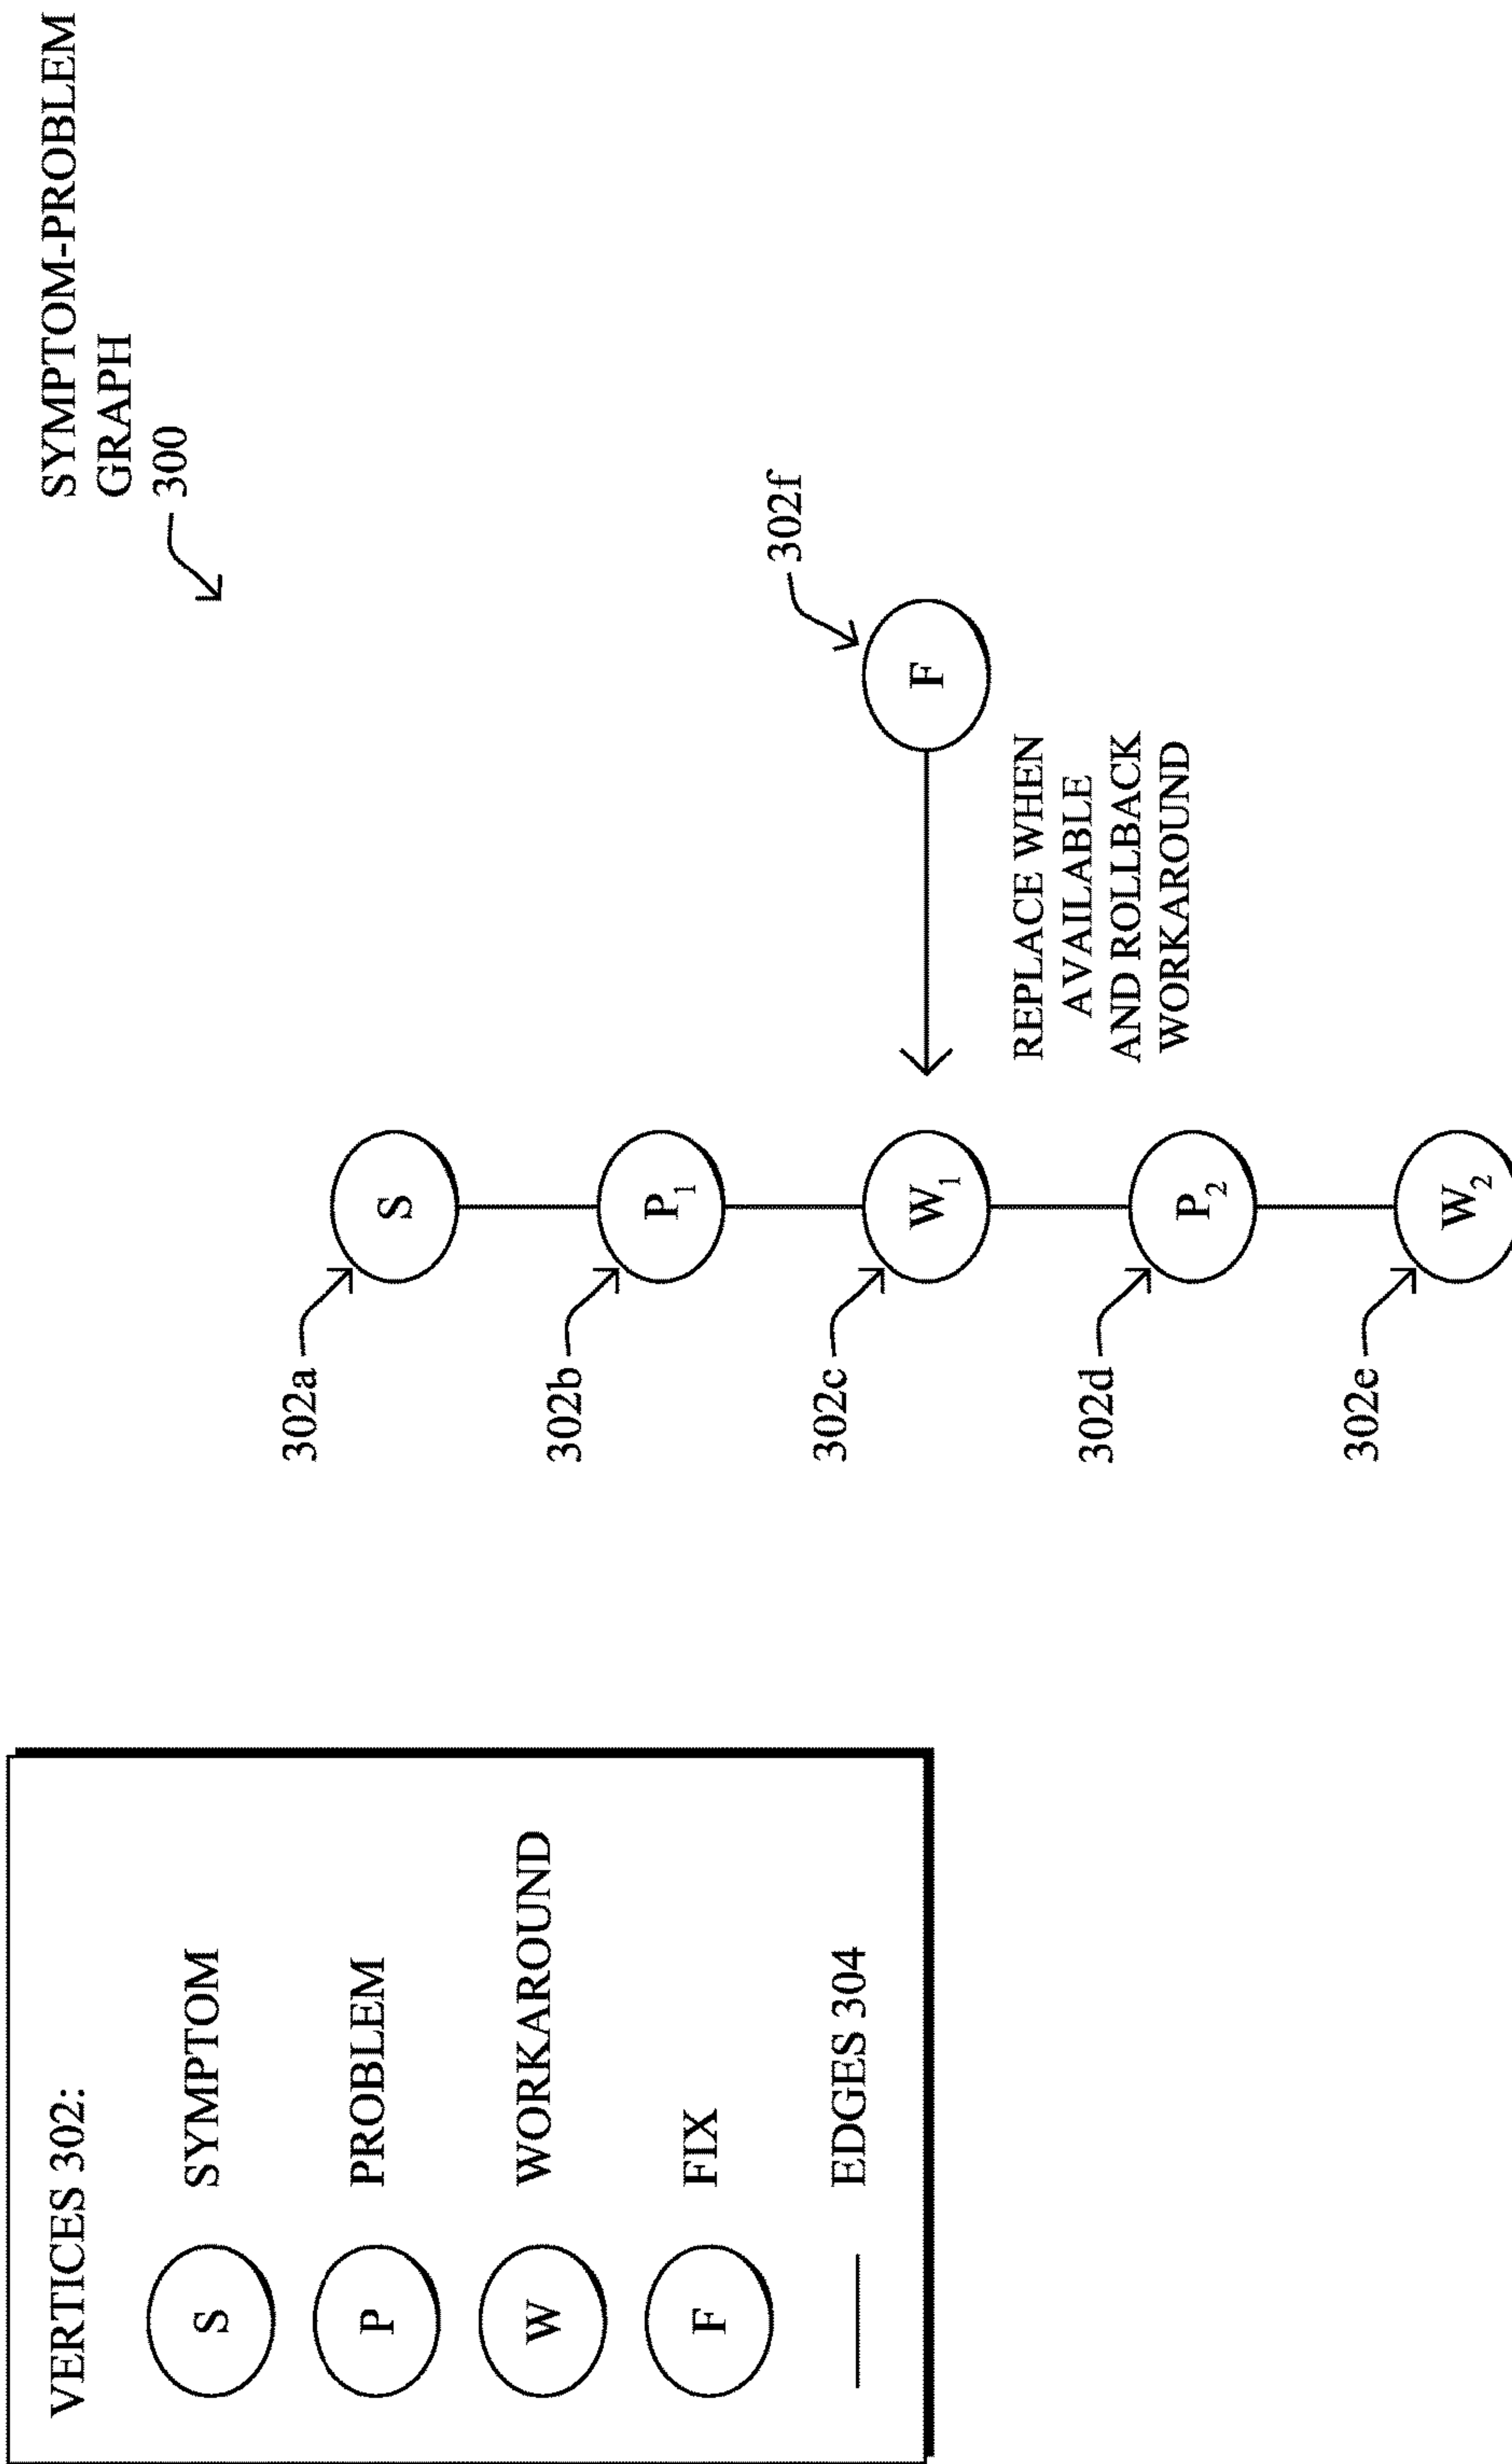 VERTICES 302:
S SYMPTOM
P PROBLEM
W WORKAROUND
F FIX
EDGES 304
SYMPTOM-PROBLEM
GRAPH
300
302a
S
302b
P1
302c
W1
302d
P2
302e
W2
302f
F
REPLACE WHEN
AVAILABLE
AND ROLLBACK
WORKAROUND